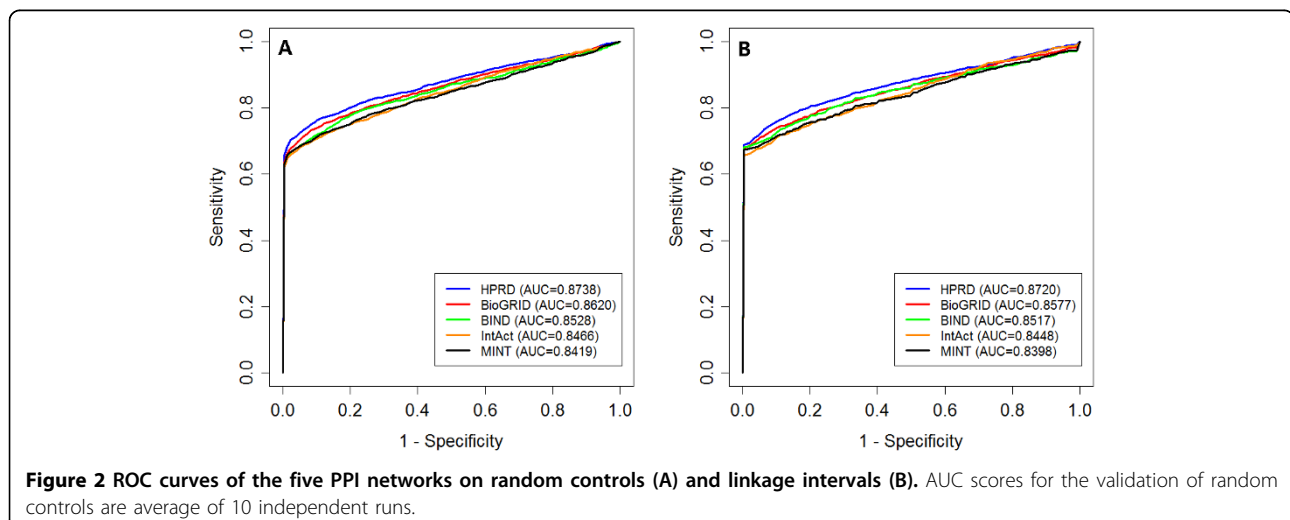 A
Sensitivity
1.0
0.8
0.6
0.4
0.2
0.0
HPRD (AUC=0.8738)
BioGRID (AUC=0.8620)
BIND (AUC=0.8528)
IntAct (AUC=0.8466)
MINT (AUC=0.8419)
0.0 0.2 0.4 0.6 0.8 1.0
1 - Specificity
B
Sensitivity
1.0
0.8
0.6
0.4
0.2
0.0
HPRD (AUC=0.8720)
BioGRID (AUC=0.8577)
BIND (AUC=0.8517)
IntAct (AUC=0.8448)
MINT (AUC=0.8398)
0.0 0.2 0.4 0.6 0.8 1.0
1 - Specificity
Figure 2 ROC curves of the five PPI networks on random controls (A) and linkage intervals (B). AUC scores for the validation of random
controls are average of 10 independent runs.